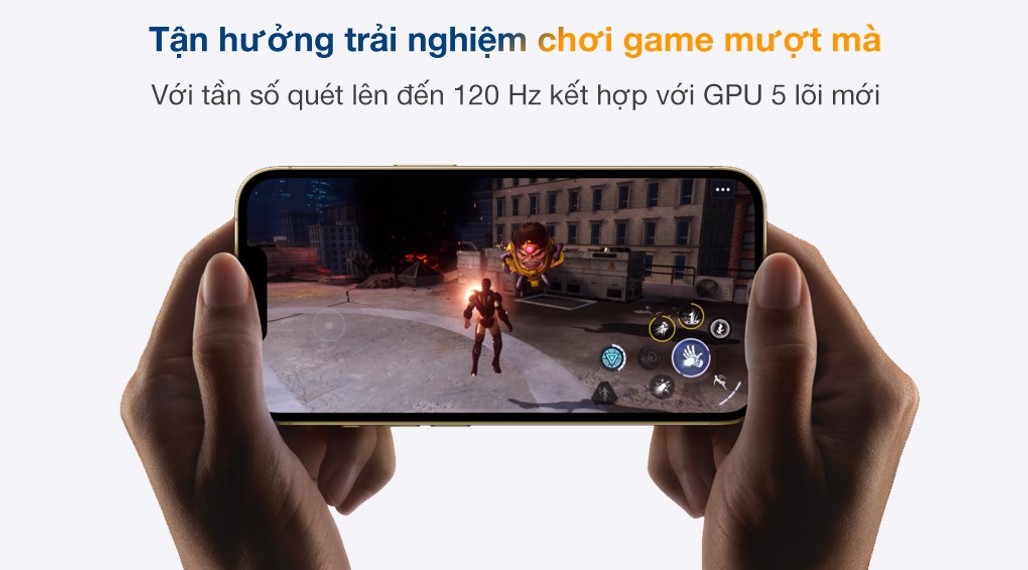 Tận hưởng trải nghiệm chơi game mượt mà
Với tần số quét lên đến 120 Hz kết hợp với GPU 5 lõi mới